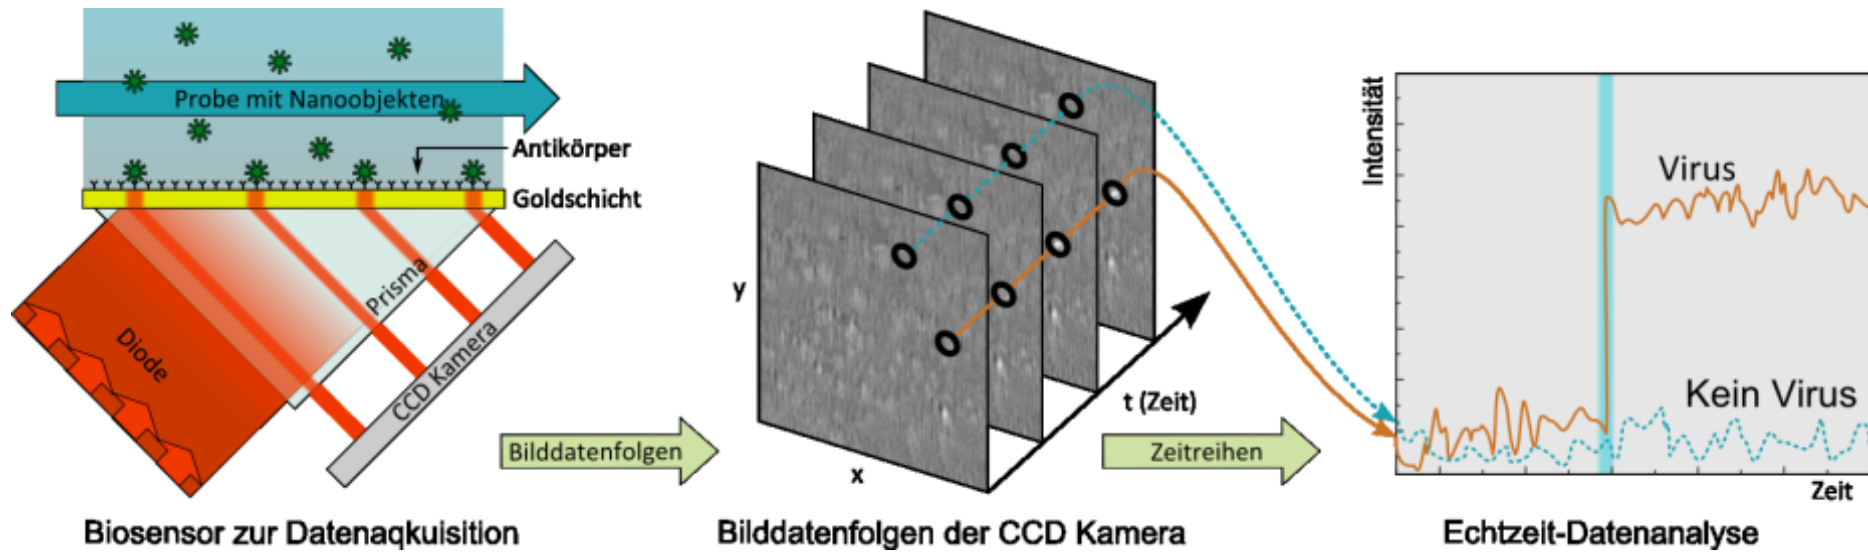 Probe mit Nanoobjekten
Antikörper
Goldschicht
Prisma
Diode
CCD Kamera
Bilddatenfolgen
Biosensor zur Datenaqkuisition
y
x
t (Zeit)
Zeitreihen
Bilddatenfolgen der CCD Kamera
Intensität
Virus
Kein Virus
Zeit
Echtzeit-Datenanalyse